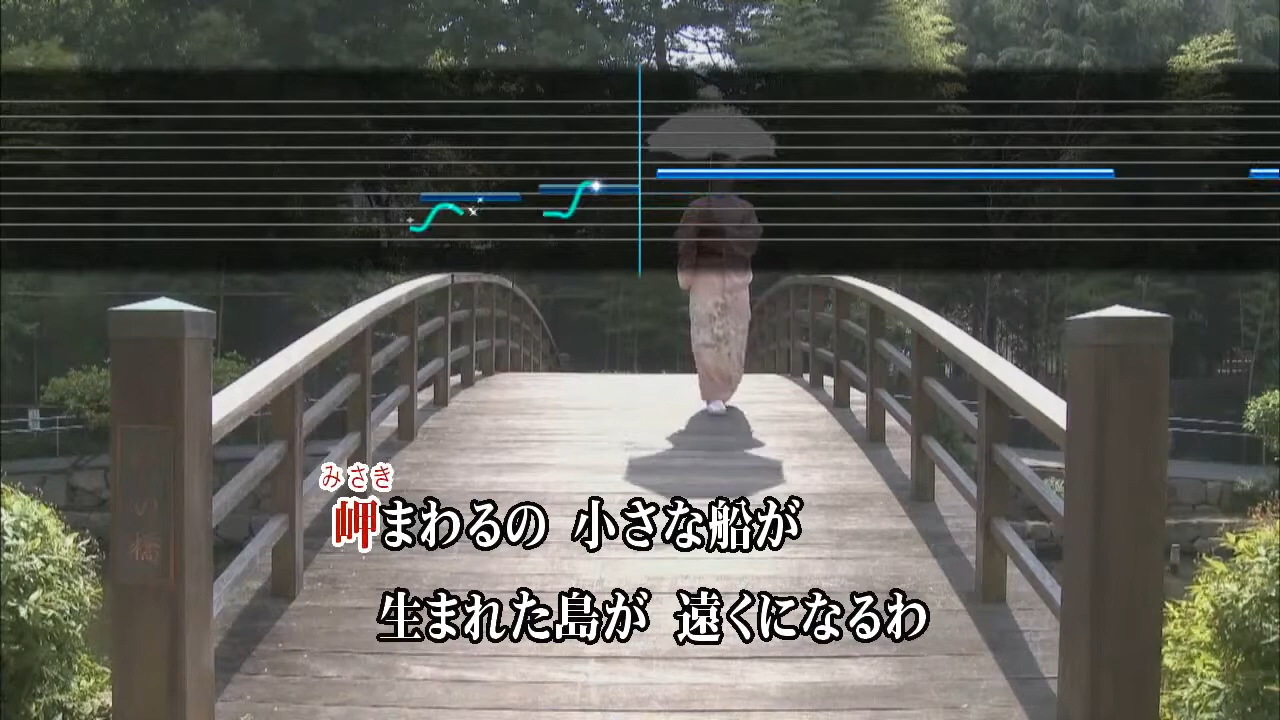 みさき
岬まわるの 小さな船が
生まれた島が 遠くになるわ